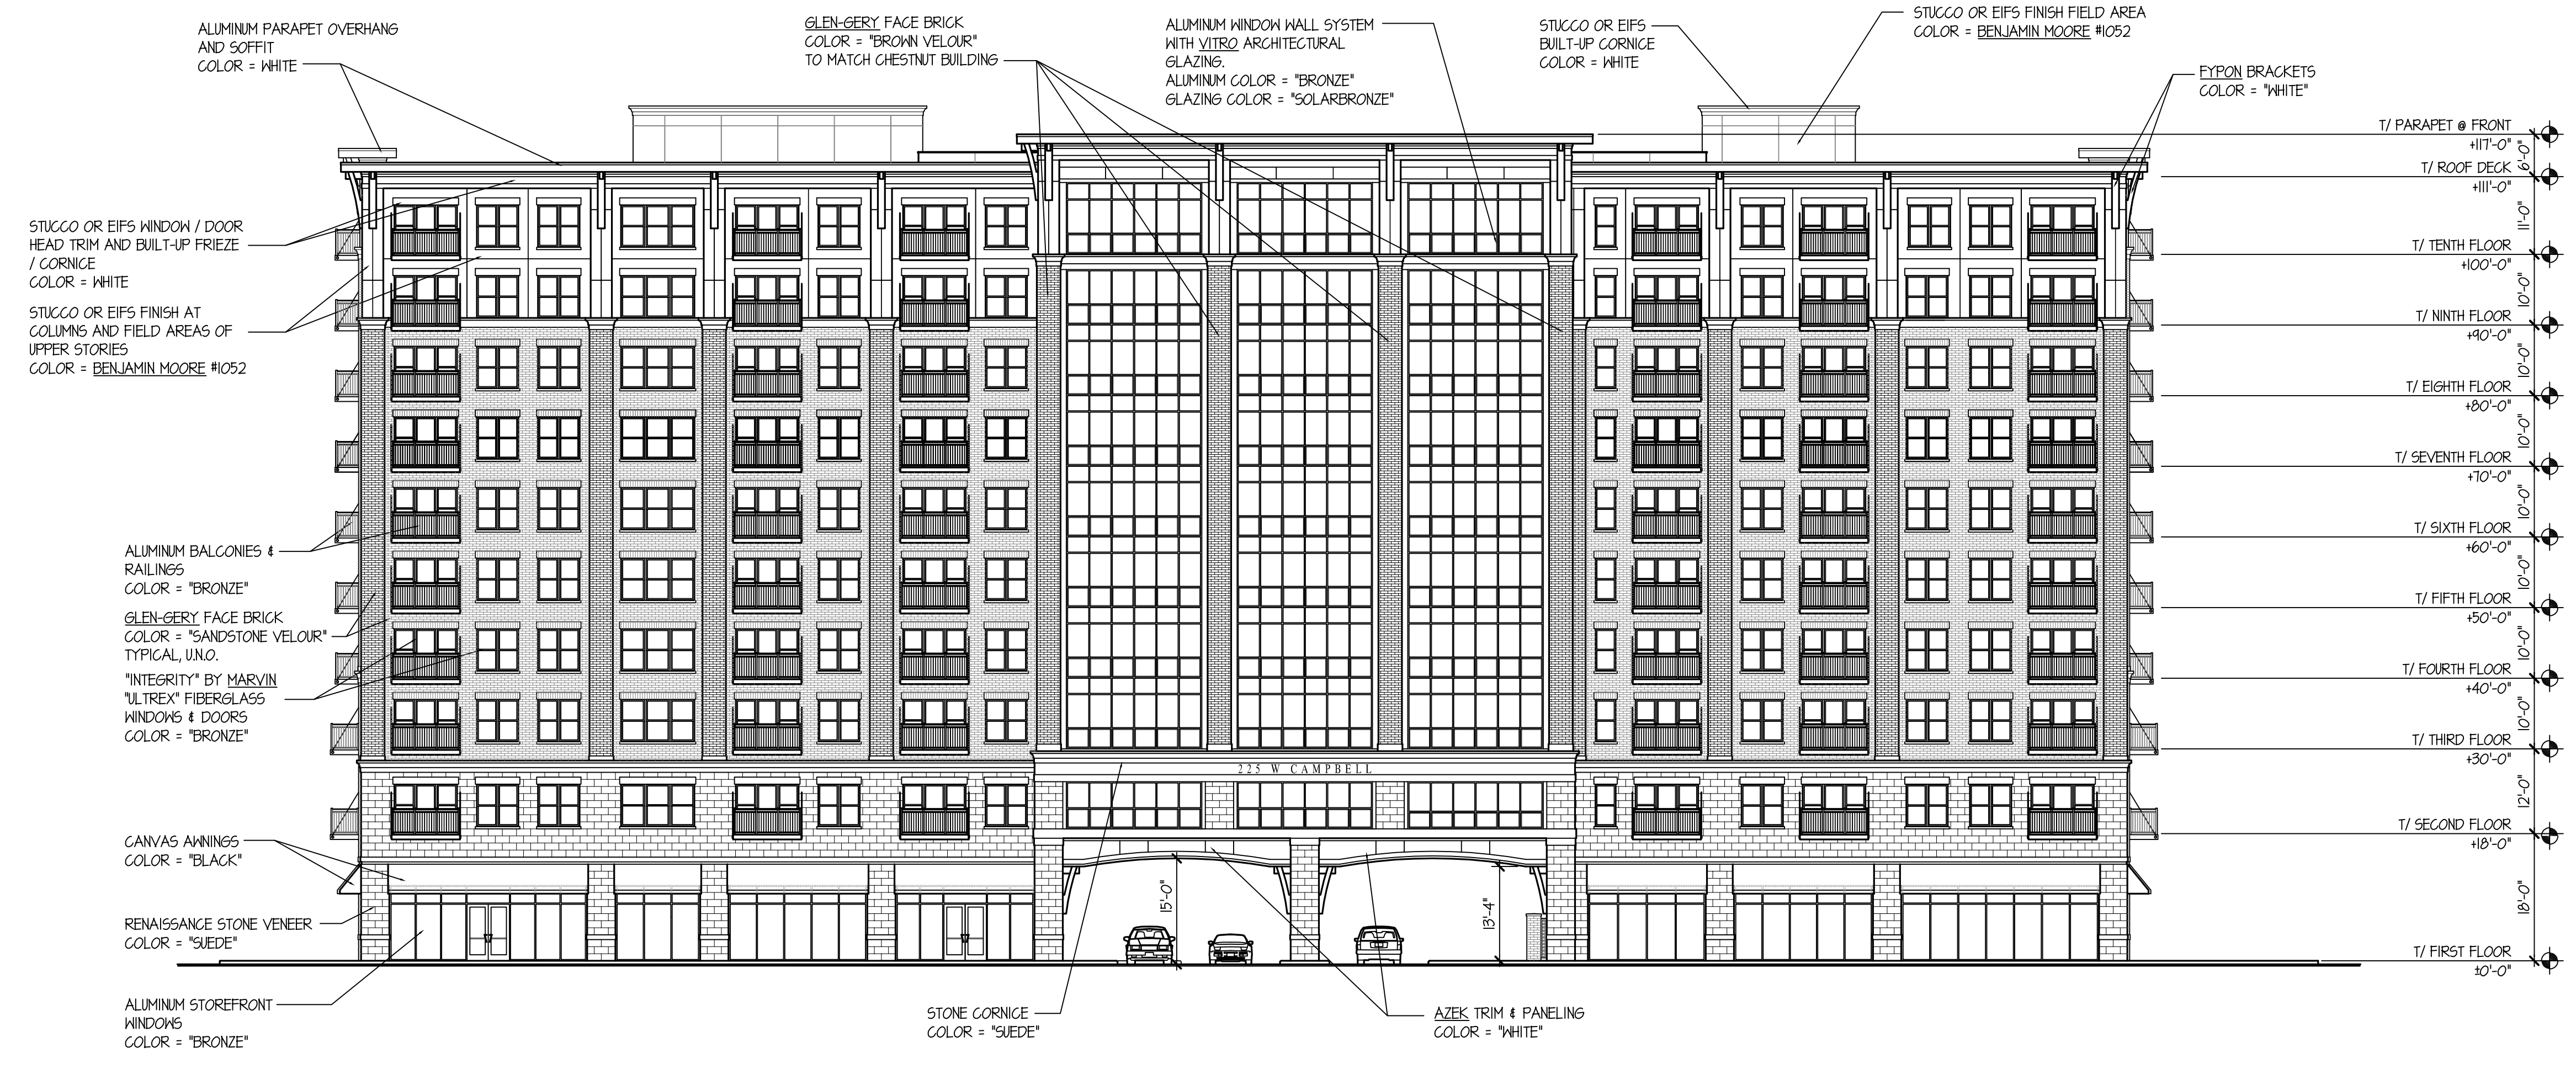 ALUMINUM PARAPET OVERHANG
AND SOFFIT
COLOR = WHITE
GLEN-GERY FACE BRICK
COLOR = "BROWN VELOUR"
TO MATCH CHESTNUT BUILDING
ALUMINUM WINDOW WALL SYSTEM
WITH VITRO ARCHITECTURAL
GLAZING.
ALUMINUM COLOR = "BRONZE"
GLAZING COLOR = "SOLARBRONZE"
STUCCO OR EIFS
BUILT-UP CORNICE
COLOR = WHITE
STUCCO OR EIFS FINISH FIELD AREA
COLOR = BENJAMIN MOORE #1052
FYPON BRACKETS
COLOR = "WHITE"
STUCCO OR EIFS WINDOW / DOOR
HEAD TRIM AND BUILT-UP FRIEZE
/ CORNICE
COLOR = WHITE
STUCCO OR EIFS FINISH AT
COLUMNS AND FIELD AREAS OF
UPPER STORIES
COLOR = BENJAMIN MOORE #1052
ALUMINUM BALCONIES &
RAILINGS
COLOR = "BRONZE"
GLEN-GERY FACE BRICK
COLOR = "SANDSTONE VELOUR"
TYPICAL, U.N.O.
"INTEGRITY" BY MARVIN
"ULTREX" FIBERGLASS
WINDOWS & DOORS
COLOR = "BRONZE"
CANVAS AWNINGS
COLOR = "BLACK"
RENAISSANCE STONE VENEER
COLOR = "SUEDE"
ALUMINUM STOREFRONT
WINDOWS
COLOR = "BRONZE"
225 W CAMPBELL
15'-0"
13'-4"
STONE CORNICE
COLOR = "SUEDE"
AZEK TRIM & PANELING
COLOR = "WHITE"
T/ PARAPET @ FRONT
+117'-0"
6'-0"
T/ ROOF DECK
+111'-0"
11'-0"
T/ TENTH FLOOR
+100'-0"
10'-0"
T/ NINTH FLOOR
+90'-0"
10'-0"
T/ EIGHTH FLOOR
+80'-0"
10'-0"
T/ SEVENTH FLOOR
+70'-0"
10'-0"
T/ SIXTH FLOOR
+60'-0"
10'-0"
T/ FIFTH FLOOR
+50'-0"
10'-0"
T/ FOURTH FLOOR
+40'-0"
10'-0"
T/ THIRD FLOOR
+30'-0"
12'-0"
T/ SECOND FLOOR
+18'-0"
18'-0"
T/ FIRST FLOOR
±0'-0"